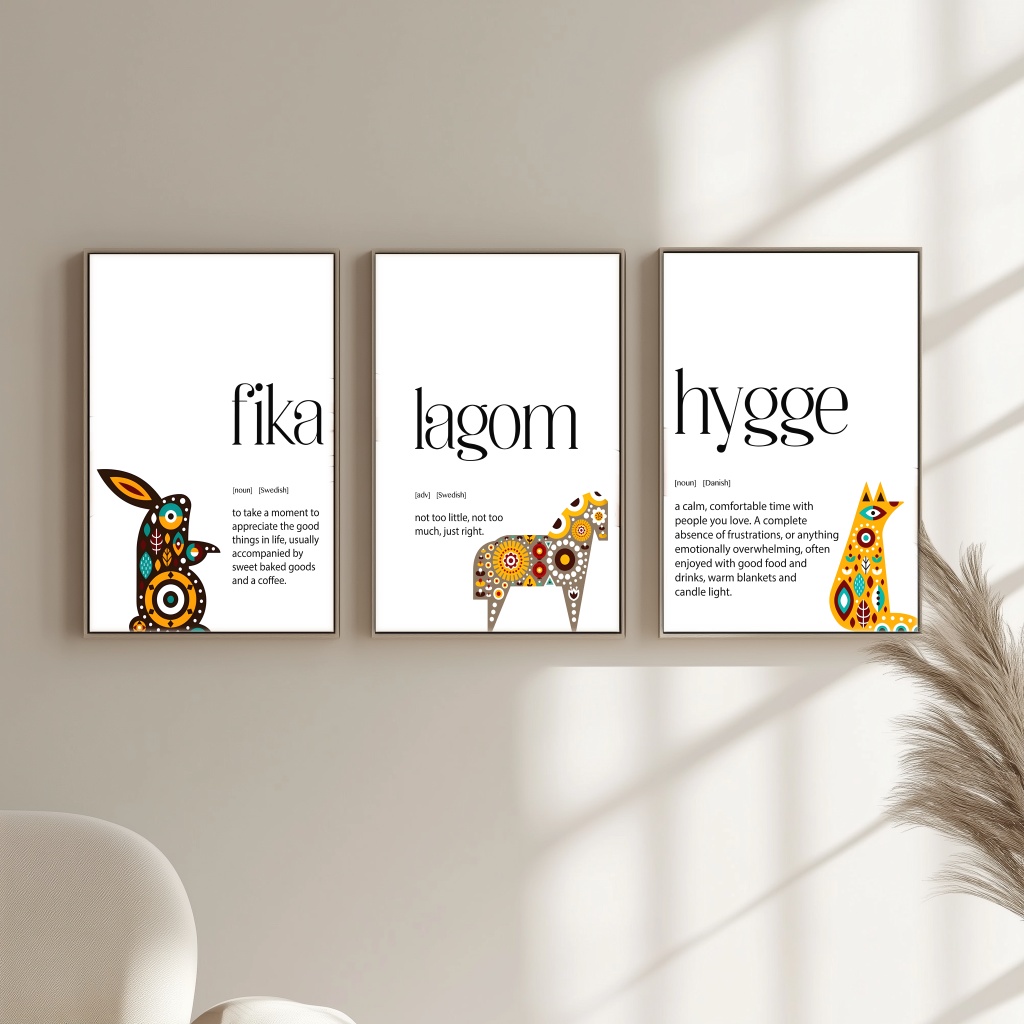 fika
[noun] [Swedish]
to take a moment to
appreciate the good
things in life, usually
accompanied by
sweet baked goods
and a coffee.
lagom
[adv] [Swedish]
not too little, not too
much, just right.
hygge
[noun] [Danish]
a calm, comfortable time with
people you love. A complete
absence of frustrations, or anything
emotionally overwhelming, often
enjoyed with good food and
drinks, warm blankets and
candle light.